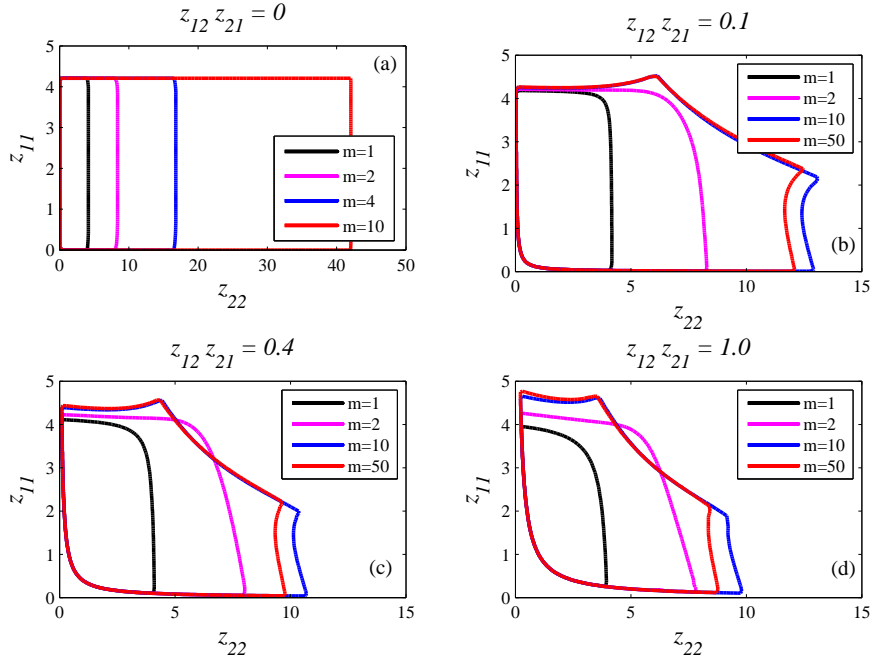 z12 z21 = 0
5
4
3
2
1
0
z11
0
10
20
30
40
50
z22
(a)
m=1
m=2
m=4
m=10
z12 z21 = 0.1
5
4
3
2
1
0
z11
0
5
10
15
z22
m=1
m=2
m=10
m=50
(b)
z12 z21 = 0.4
5
4
3
2
1
0
z11
0
5
10
15
z22
m=1
m=2
m=10
m=50
(c)
z12 z21 = 1.0
5
4
3
2
1
0
z11
0
5
10
15
z22
m=1
m=2
m=10
m=50
(d)